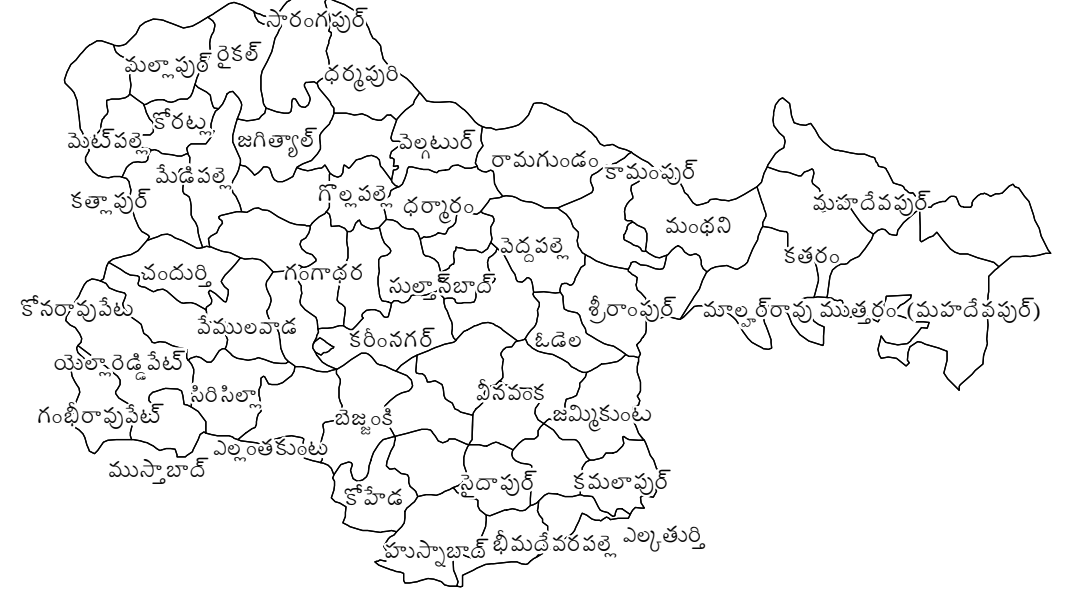 సారంగపూర్
మల్లాపుర్
రైకల్
ధర్మపురి
కోరట్ల
మెట్‌పల్లె
జగిత్యాల్
వెల్గటుర్
రామగుండం
కామంపుర్
మేడిపల్లె
కత్లాపుర్
గొల్లపల్లె
ధర్మారం
మహదేవపుర్
మంథని
పెద్దపల్లె
కతరం
చందుర్తి
గంగాధర
సుల్తాన్‌బాద్
కోనరావుపేట
వేములవాడ
శ్రీరాంపుర్
మాల్హర్‌రావు
ముత్తరం (మహదేవపుర్)
కరీంనగర్
ఓడెల
యెల్లారెడ్డిపేట్
సిరిసిల్లా
వీనవంక
గంభీరావుపేట్
బెజ్జంకి
జమ్మికుంట
ఎల్లంతకుంట
ముస్తాబాద్
కోహేడ
సైదాపుర్
కమలాపుర్
హుస్నాబాద్
భీమదేవరపల్లె
ఎల్కతుర్తి